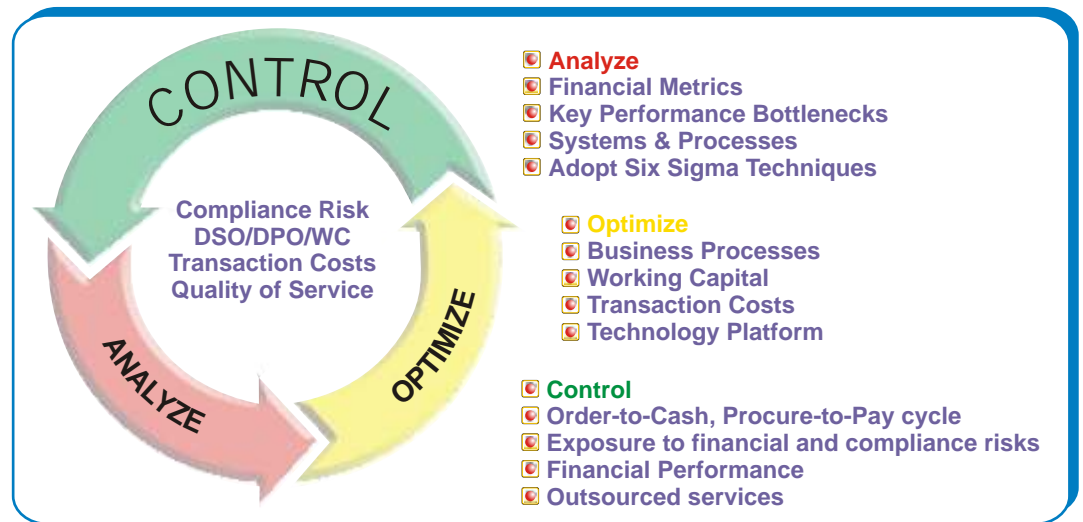 CONTROL
Compliance Risk
DSO/DPO/WC
Transaction Costs
Quality of Service
ANALYZE
OPTIMIZE
Analyze
Financial Metrics
Key Performance Bottlenecks
Systems & Processes
Adopt Six Sigma Techniques
Optimize
Business Processes
Working Capital
Transaction Costs
Technology Platform
Control
Order-to-Cash, Procure-to-Pay cycle
Exposure to financial and compliance risks
Financial Performance
Outsourced services